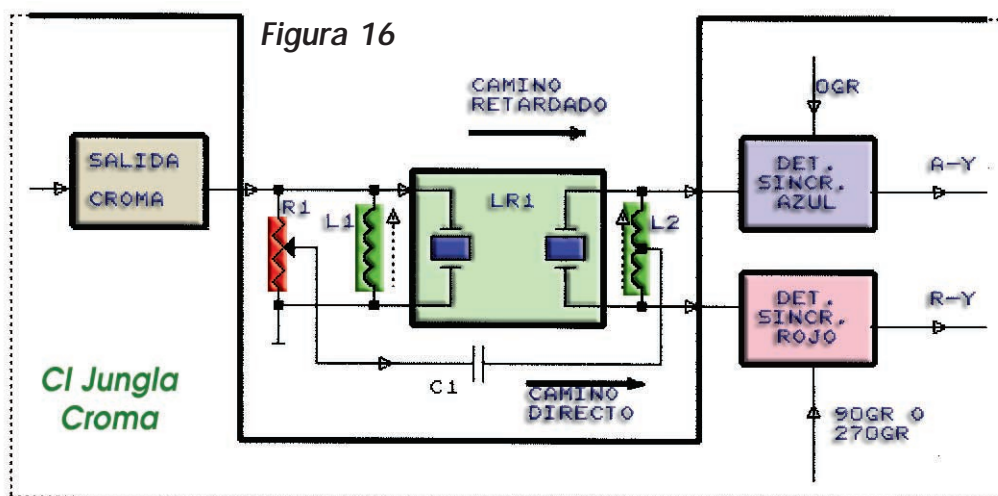 Figura 16
CAMINO
RETARDADO
0GR
SALIDA
CROMA
R1
L1
LR1
L2
DET.
SINCR.
AZUL
A-Y
DET.
SINCR.
ROJO
R-Y
C1
CAMINO
DIRECTO
90GR O
270GR
CI Jungla
Croma